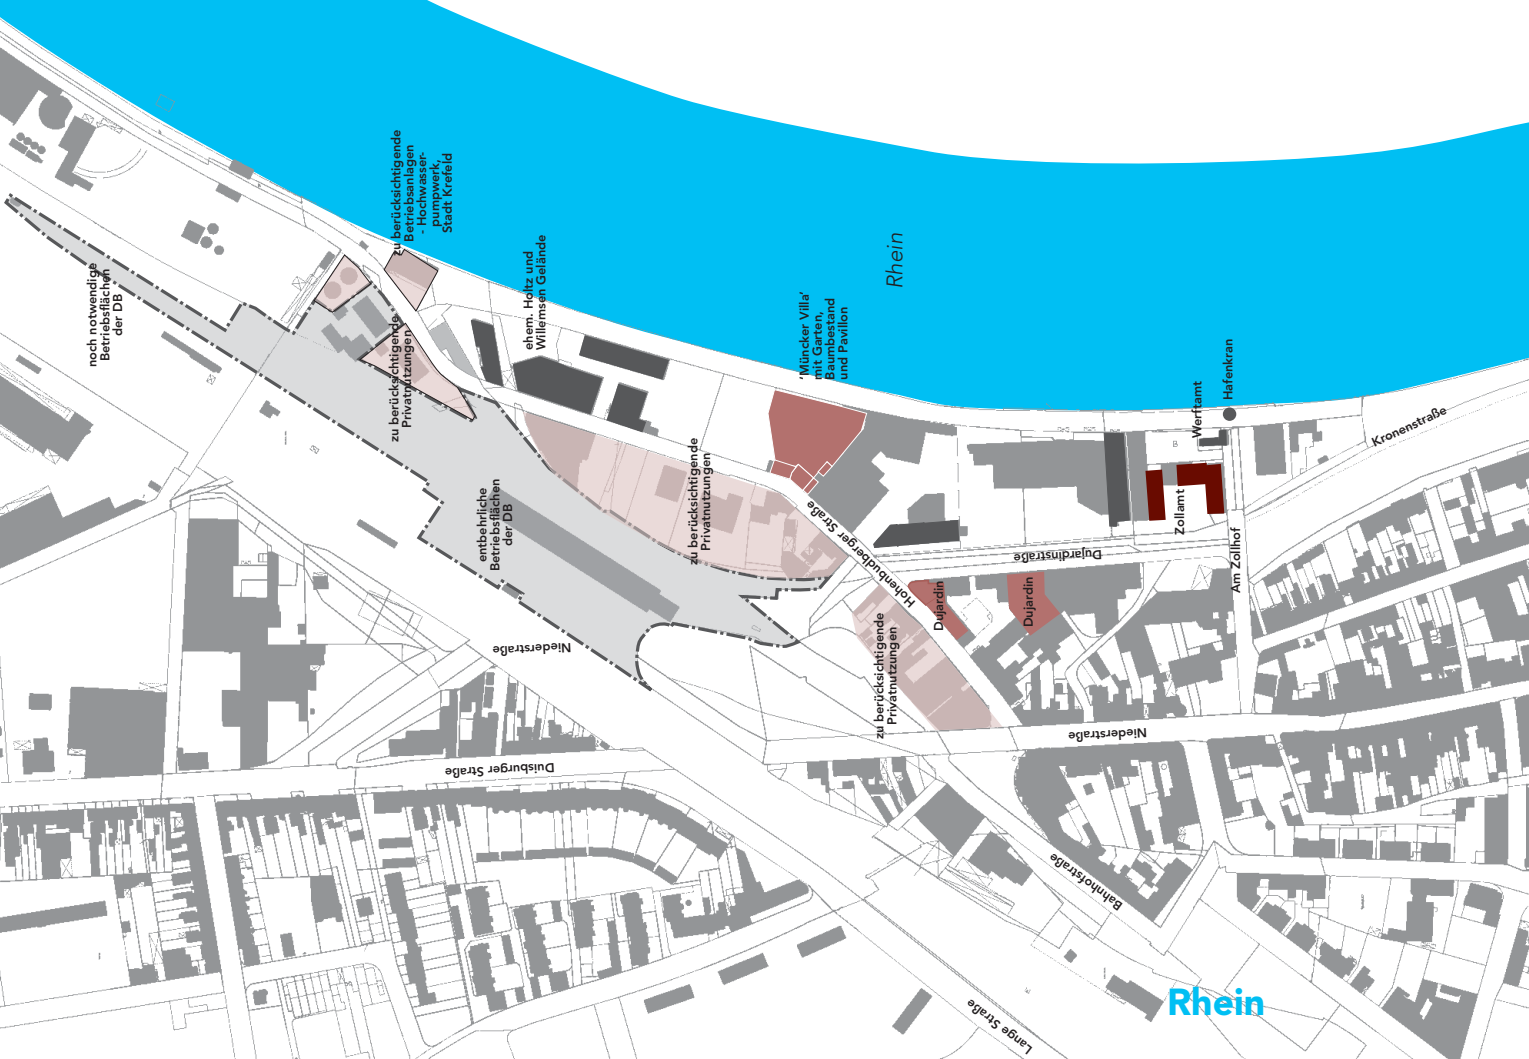 zu berücksichtigende
Betriebsanlagen
- Hochwasser-
pumpwerk,
Stadt Krefeld
noch notwendige
Betriebsflächen
der DB
ehem. Holtz und
Willemsen Gelände
Rhein
'Müncker Villa'
mit Garten,
Baumbestand
und Pavillon
zu berücksichtigende
Privatnutzungen
Hafenkran
Werftamt
Kronenstraße
zu berücksichtigende
Privatnutzungen
entbehrliche
Betriebsflächen
der DB
Zollamt
Hohenbudberger Straße
Dujardinstraße
Am Zollhof
Dujardin
Dujardin
Niederstraße
zu berücksichtigende
Privatnutzungen
Niederstraße
Duisburger Straße
Bahnhofstraße
Rhein
Lange Straße